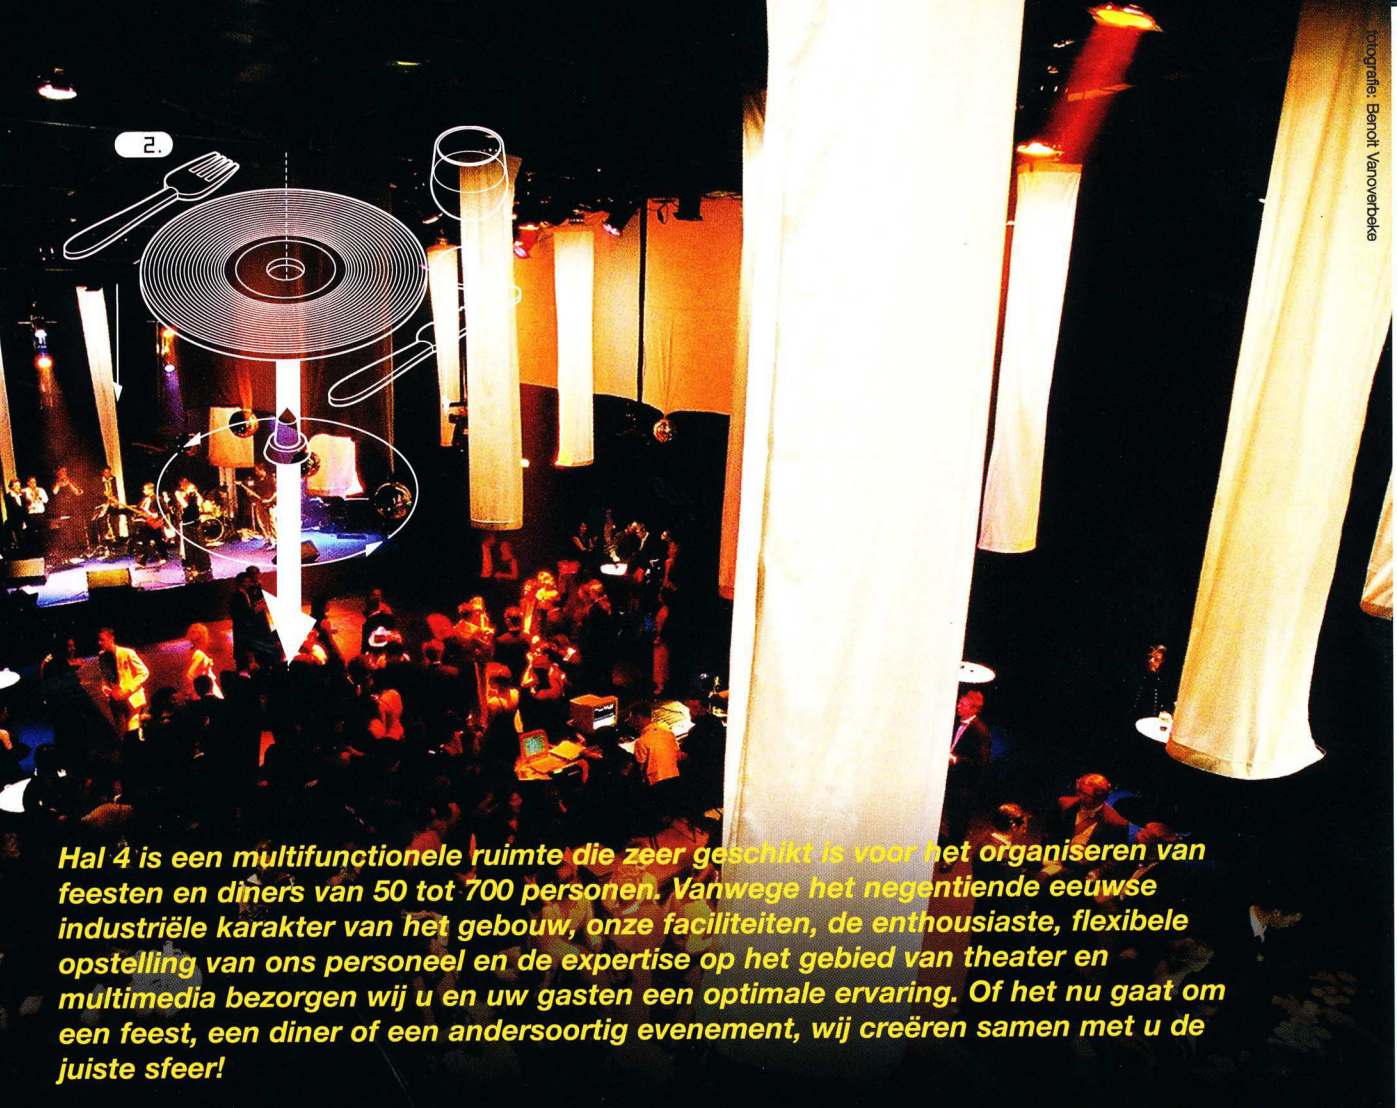 fotografie: Benoit Vanoverbeke
2.
Hal 4 is een multifunctionele ruimte die zeer geschikt is voor het organiseren van
feesten en diners van 50 tot 700 personen. Vanwege het negentiende eeuwse
industriële karakter van het gebouw, onze faciliteiten, de enthousiaste, flexibele
opstelling van ons personeel en de expertise op het gebied van theater en
multimedia bezorgen wij u en uw gasten een optimale ervaring. Of het nu gaat om
een feest, een diner of een andersoortig evenement, wij creëren samen met u de
juiste sfeer!